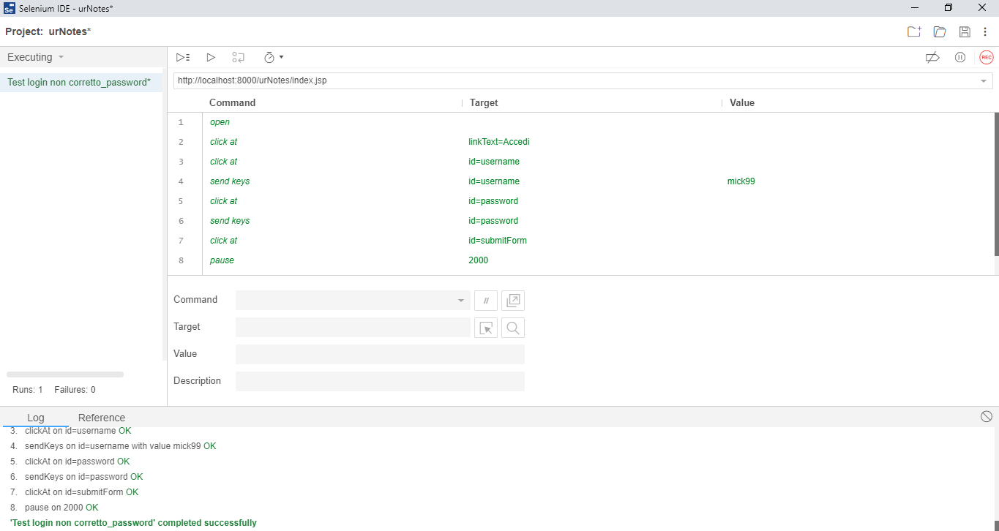 Selenium IDE - urNotes*
Project: urNotes*
Executing
Test login non corretto_password*
http://localhost:8000/urNotes/index.jsp
Command Target Value
1 open
2 click at linkText=Accedi
3 click at id=username
4 send keys id=username mick99
5 click at id=password
6 send keys id=password
7 click at id=submitForm
8 pause 2000
Command
//
Target
Value
Description
Runs: 1 Failures: 0
REC
Log Reference
3. clickAt on id=username OK
4. sendKeys on id=username with value mick99 OK
5. clickAt on id=password OK
6. sendKeys on id=password OK
7. clickAt on id=submitForm OK
8. pause on 2000 OK
'Test login non corretto_password' completed successfully